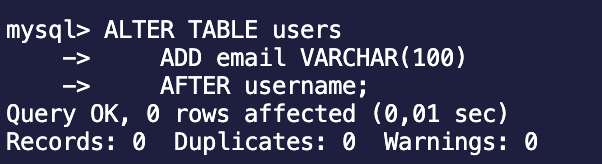 mysql> ALTER TABLE users
    ->     ADD email VARCHAR(100)
    ->     AFTER username;
Query OK, 0 rows affected (0,01 sec)
Records: 0  Duplicates: 0  Warnings: 0